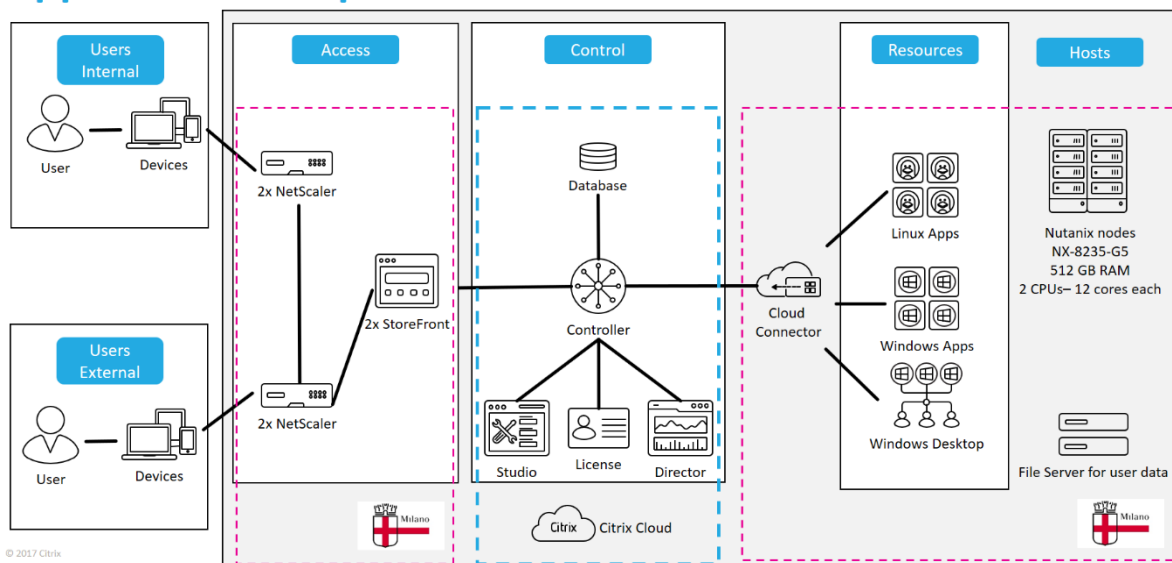 Users
Internal
User
Devices
Users
External
User
Devices
© 2017 Citrix
Access
2x NetScaler
2x StoreFront
2x NetScaler
Milano
Control
Database
Controller
Studio
License
Director
Citrix
Citrix Cloud
Cloud
Connector
Resources
Linux Apps
Windows Apps
Windows Desktop
Hosts
Nutanix nodes
NX-8235-G5
512 GB RAM
2 CPUs– 12 cores each
File Server for user data
Milano